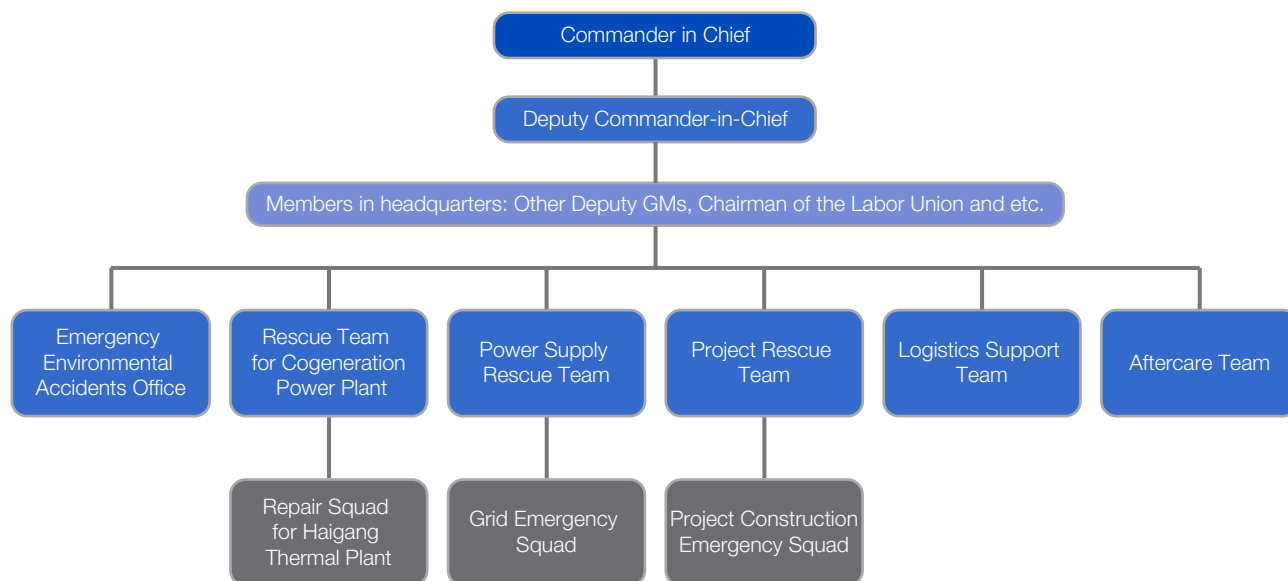 Commander in Chief
Deputy Commander-in-Chief
Members in headquarters: Other Deputy GMs, Chairman of the Labor Union and etc.
Emergency
Environmental
Accidents Office
Rescue Team
for Cogeneration
Power Plant
Power Supply
Rescue Team
Project Rescue
Team
Logistics Support
Team
Aftercare Team
Repair Squad
for Haigang
Thermal Plant
Grid Emergency
Squad
Project Construction
Emergency Squad